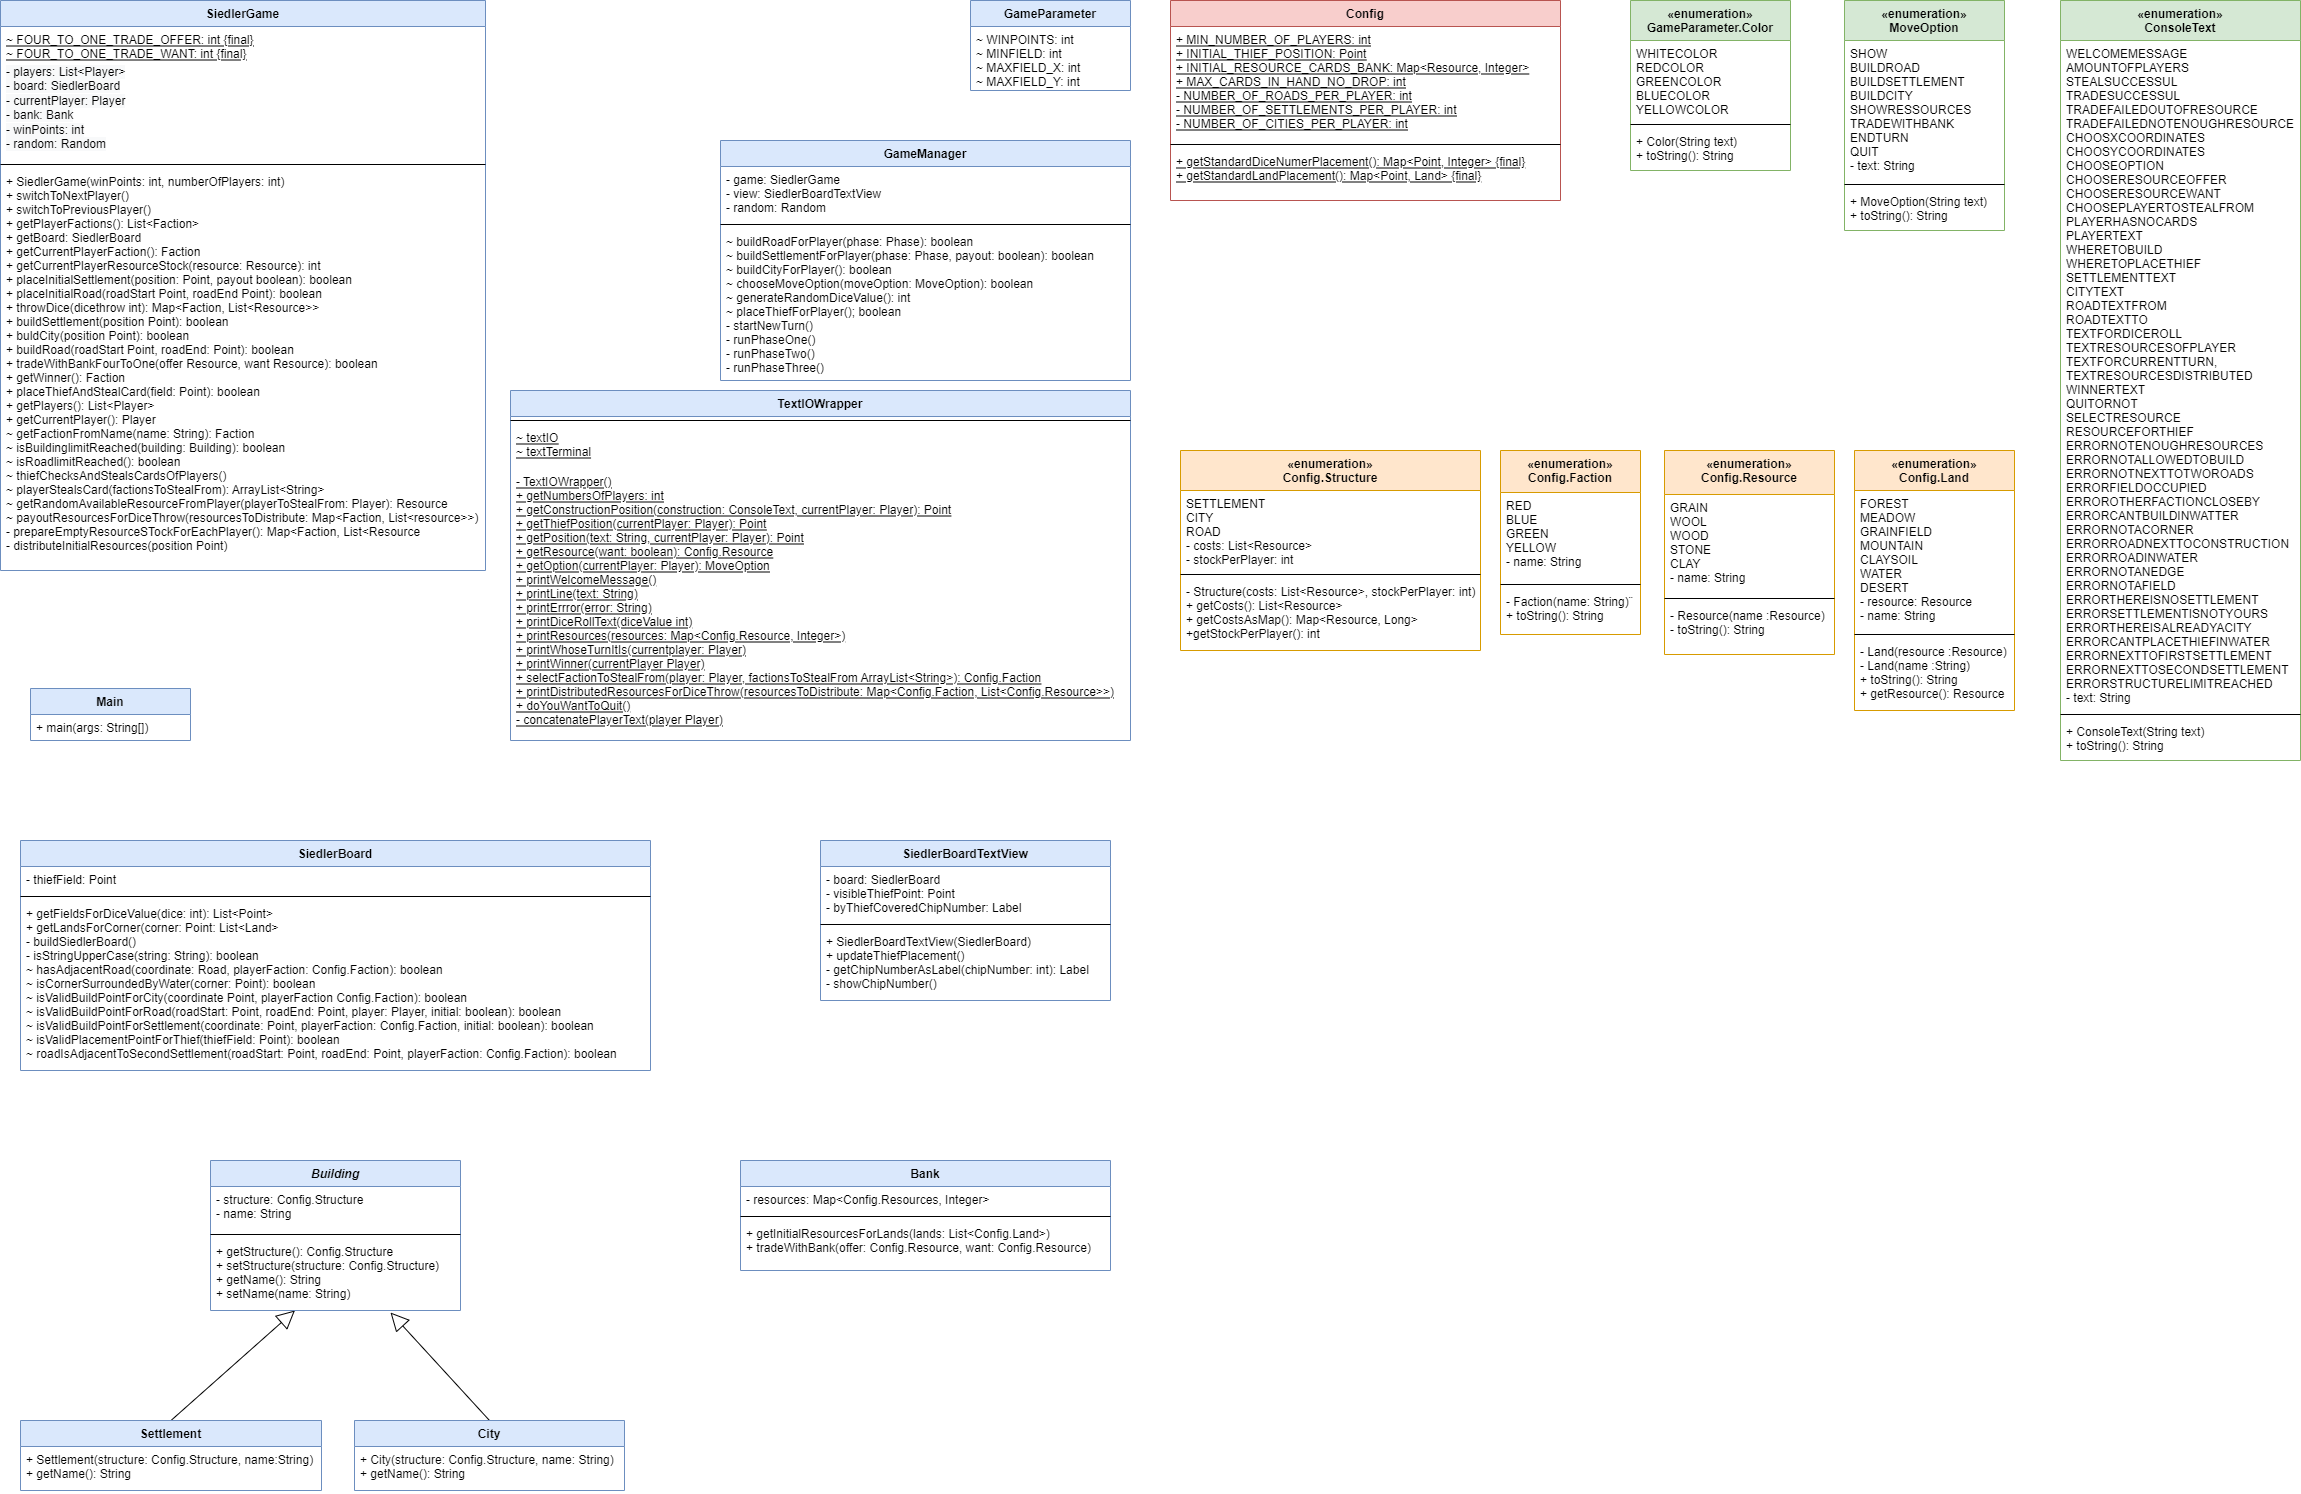 SiedlerGame
~ FOUR_TO_ONE_TRADE_OFFER: int {final}
~ FOUR_TO_ONE_TRADE_WANT: int {final}
- players: List<Player>
- board: SiedlerBoard
- currentPlayer: Player
- bank: Bank
- winPoints: int
- random: Random
+ SiedlerGame(winPoints: int, numberOfPlayers: int)
+ switchToNextPlayer()
+ switchToPreviousPlayer()
+ getPlayerFactions(): List<Faction>
+ getBoard: SiedlerBoard
+ getCurrentPlayerFaction(): Faction
+ getCurrentPlayerResourceStock(resource: Resource): int
+ placeInitialSettlement(position: Point, payout boolean): boolean
+ placeInitialRoad(roadStart Point, roadEnd Point): boolean
+ throwDice(dicethrow int): Map<Faction, List<Resource>>
+ buildSettlement(position Point): boolean
+ buldCity(position Point): boolean
+ buildRoad(roadStart Point, roadEnd: Point): boolean
+ tradeWithBankFourToOne(offer Resource, want Resource): boolean
+ getWinner(): Faction
+ placeThiefAndStealCard(field: Point): boolean
+ getPlayers(): List<Player>
+ getCurrentPlayer(): Player
~ getFactionFromName(name: String): Faction
~ isBuildinglimitReached(building: Building): boolean
~ isRoadlimitReached(): boolean
~ thiefChecksAndStealsCardsOfPlayers()
~ playerStealsCard(factionsToStealFrom): ArrayList<String>
~ getRandomAvailableResourceFromPlayer(playerToStealFrom: Player): Resource
~ payoutResourcesForDiceThrow(resourcesToDistribute: Map<Faction, List<resource>>)
- prepareEmptyResourceSTockForEachPlayer(): Map<Faction, List<Resource
- distributeInitialResources(position Point)
GameParameter
~ WINPOINTS: int
~ MINFIELD: int
~ MAXFIELD_X: int
~ MAXFIELD_Y: int
GameManager
- game: SiedlerGame
- view: SiedlerBoardTextView
- random: Random
~ buildRoadForPlayer(phase: Phase): boolean
~ buildSettlementForPlayer(phase: Phase, payout: boolean): boolean
~ buildCityForPlayer(): boolean
~ chooseMoveOption(moveOption: MoveOption): boolean
~ generateRandomDiceValue(): int
~ placeThiefForPlayer(); boolean
- startNewTurn()
- runPhaseOne()
- runPhaseTwo()
- runPhaseThree()
TextIOWrapper
~ textIO
~ textTerminal
- TextIOWrapper()
+ getNumbersOfPlayers: int
+ getConstructionPosition(construction: ConsoleText, currentPlayer: Player): Point
+ getThiefPosition(currentPlayer: Player): Point
+ getPosition(text: String, currentPlayer: Player): Point
+ getResource(want: boolean): Config.Resource
+ getOption(currentPlayer: Player): MoveOption
+ printWelcomeMessage()
+ printLine(text: String)
+ printErrror(error: String)
+ printDiceRollText(diceValue int)
+ printResources(resources: Map<Config.Resource, Integer>)
+ printWhoseTurnItIs(currentplayer: Player)
+ printWinner(currentPlayer Player)
+ selectFactionToStealFrom(player: Player, factionsToStealFrom ArrayList<String>): Config.Faction
+ printDistributedResourcesForDiceThrow(resourcesToDistribute: Map<Config.Faction, List<Config.Resource>>)
+ doYouWantToQuit()
- concatenatePlayerText(player Player)
Config
+ MIN_NUMBER_OF_PLAYERS: int
+ INITIAL_THIEF_POSITION: Point
+ INITIAL_RESOURCE_CARDS_BANK: Map<Resource, Integer>
+ MAX_CARDS_IN_HAND_NO_DROP: int
- NUMBER_OF_ROADS_PER_PLAYER: int
- NUMBER_OF_SETTLEMENTS_PER_PLAYER: int
- NUMBER_OF_CITIES_PER_PLAYER: int
+ getStandardDiceNumerPlacement(): Map<Point, Integer> {final}
+ getStandardLandPlacement(): Map<Point, Land> {final}
«enumeration»
GameParameter.Color
WHITECOLOR
REDCOLOR
GREENCOLOR
BLUECOLOR
YELLOWCOLOR
+ Color(String text)
+ toString(): String
«enumeration»
MoveOption
SHOW
BUILDROAD
BUILDSETTLEMENT
BUILDCITY
SHOWRESSOURCES
TRADEWITHBANK
ENDTURN
QUIT
- text: String
+ MoveOption(String text)
+ toString(): String
«enumeration»
ConsoleText
WELCOMEMESSAGE
AMOUNTOFPLAYERS
STEALSUCCESSUL
TRADESUCCESSUL
TRADEFAILEDOUTOFRESOURCE
TRADEFAILEDNOTENOUGHRESOURCE
CHOOSXCOORDINATES
CHOOSYCOORDINATES
CHOOSEOPTION
CHOOSERESOURCEOFFER
CHOOSERESOURCEWANT
CHOOSEPLAYERTOSTEALFROM
PLAYERHASNOCARDS
PLAYERTEXT
WHERETOBUILD
WHERETOPLACETHIEF
SETTLEMENTTEXT
CITYTEXT
ROADTEXTFROM
ROADTEXTTO
TEXTFORDICEROLL
TEXTRESOURCESOFPLAYER
TEXTFORCURRENTTURN,
TEXTRESOURCESDISTRIBUTED
WINNERTEXT
QUITORNOT
SELECTRESOURCE
RESOURCEFORTHIEF
ERRORNOTENOUGHRESOURCES
ERRORNOTALLOWEDTOBUILD
ERRORNOTNEXTTOTWOROADS
ERRORFIELDOCCUPIED
ERROROTHERFACTIONCLOSEBY
ERRORCANTBUILDINWATTER
ERRORNOTACORNER
ERRORROADNEXTTOCONSTRUCTION
ERRORROADINWATER
ERRORNOTANEDGE
ERRORNOTAFIELD
ERRORTHEREISNOSETTLEMENT
ERRORSETTLEMENTISNOTYOURS
ERRORTHEREISALREADYACITY
ERRORCANTPLACETHIEFINWATER
ERRORNEXTTOFIRSTSETTLEMENT
ERRORNEXTTOSECONDSETTLEMENT
ERRORSTRUCTURELIMITREACHED
- text: String
+ ConsoleText(String text)
+ toString(): String
«enumeration»
Config.Structure
SETTLEMENT
CITY
ROAD
- costs: List<Resource>
- stockPerPlayer: int
- Structure(costs: List<Resource>, stockPerPlayer: int)
+ getCosts(): List<Resource>
+ getCostsAsMap(): Map<Resource, Long>
+getStockPerPlayer(): int
«enumeration»
Config.Faction
RED
BLUE
GREEN
YELLOW
- name: String
- Faction(name: String)¨
+ toString(): String
«enumeration»
Config.Resource
GRAIN
WOOL
WOOD
STONE
CLAY
- name: String
- Resource(name :Resource)
- toString(): String
«enumeration»
Config.Land
FOREST
MEADOW
GRAINFIELD
MOUNTAIN
CLAYSOIL
WATER
DESERT
- resource: Resource
- name: String
- Land(resource :Resource)
- Land(name :String)
+ toString(): String
+ getResource(): Resource
Main
+ main(args: String[])
SiedlerBoard
- thiefField: Point
+ getFieldsForDiceValue(dice: int): List<Point>
+ getLandsForCorner(corner: Point: List<Land>
- buildSiedlerBoard()
- isStringUpperCase(string: String): boolean
~ hasAdjacentRoad(coordinate: Road, playerFaction: Config.Faction): boolean
~ isCornerSurroundedByWater(corner: Point): boolean
~ isValidBuildPointForCity(coordinate Point, playerFaction Config.Faction): boolean
~ isValidBuildPointForRoad(roadStart: Point, roadEnd: Point, player: Player, initial: boolean): boolean
~ isValidBuildPointForSettlement(coordinate: Point, playerFaction: Config.Faction, initial: boolean): boolean
~ isValidPlacementPointForThief(thiefField: Point): boolean
~ roadIsAdjacentToSecondSettlement(roadStart: Point, roadEnd: Point, playerFaction: Config.Faction): boolean
SiedlerBoardTextView
- board: SiedlerBoard
- visibleThiefPoint: Point
- byThiefCoveredChipNumber: Label
+ SiedlerBoardTextView(SiedlerBoard)
+ updateThiefPlacement()
- getChipNumberAsLabel(chipNumber: int): Label
- showChipNumber()
Building
- structure: Config.Structure
- name: String
+ getStructure(): Config.Structure
+ setStructure(structure: Config.Structure)
+ getName(): String
+ setName(name: String)
Bank
- resources: Map<Config.Resources, Integer>
+ getInitialResourcesForLands(lands: List<Config.Land>)
+ tradeWithBank(offer: Config.Resource, want: Config.Resource)
Settlement
+ Settlement(structure: Config.Structure, name:String)
+ getName(): String
City
+ City(structure: Config.Structure, name: String)
+ getName(): String